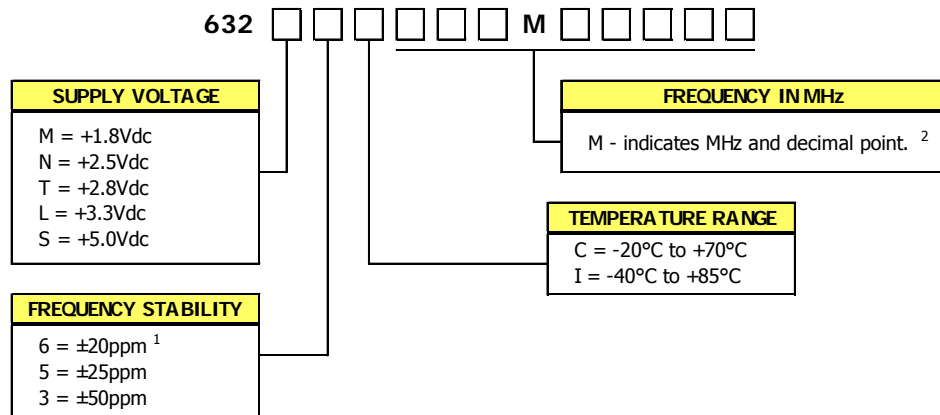 632 M
SUPPLY VOLTAGE
M = +1.8Vdc
N = +2.5Vdc
T = +2.8Vdc
L = +3.3Vdc
S = +5.0Vdc
FREQUENCY IN MHz
M - indicates MHz and decimal point. 2
TEMPERATURE RANGE
C = -20°C to +70°C
I = -40°C to +85°C
FREQUENCY STABILITY
6 = ±20ppm 1
5 = ±25ppm
3 = ±50ppm